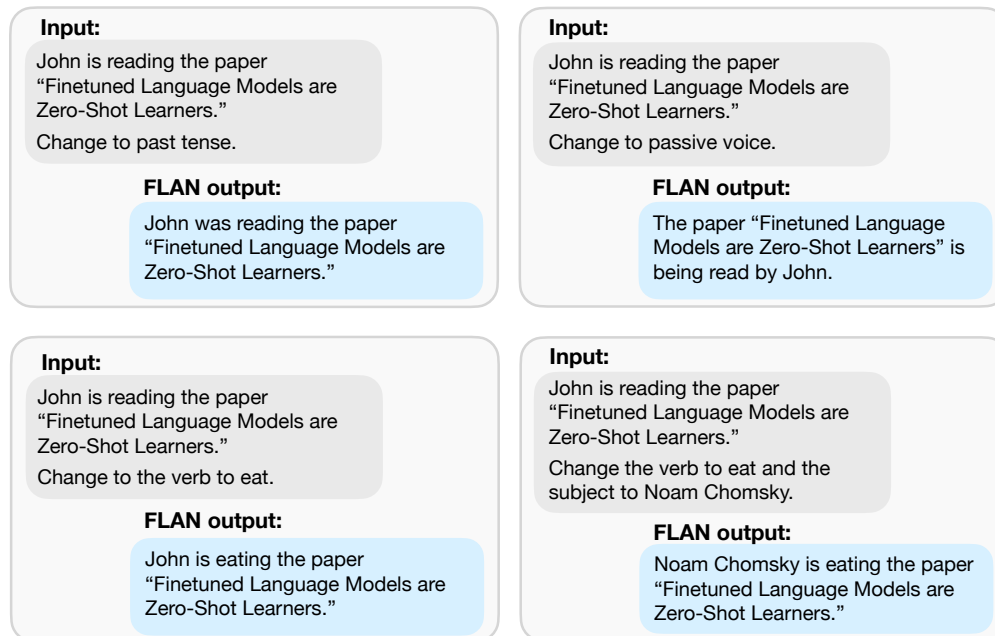 Input:
John is reading the paper
“Finetuned Language Models are
Zero-Shot Learners.”
Change to past tense.
FLAN output:
John was reading the paper
“Finetuned Language Models are
Zero-Shot Learners.”
Input:
John is reading the paper
“Finetuned Language Models are
Zero-Shot Learners.”
Change to passive voice.
FLAN output:
The paper “Finetuned Language
Models are Zero-Shot Learners” is
being read by John.
Input:
John is reading the paper
“Finetuned Language Models are
Zero-Shot Learners.”
Change to the verb to eat.
FLAN output:
John is eating the paper
“Finetuned Language Models are
Zero-Shot Learners.”
Input:
John is reading the paper
“Finetuned Language Models are
Zero-Shot Learners.”
Change the verb to eat and the
subject to Noam Chomsky.
FLAN output:
Noam Chomsky is eating the paper
“Finetuned Language Models are
Zero-Shot Learners.”